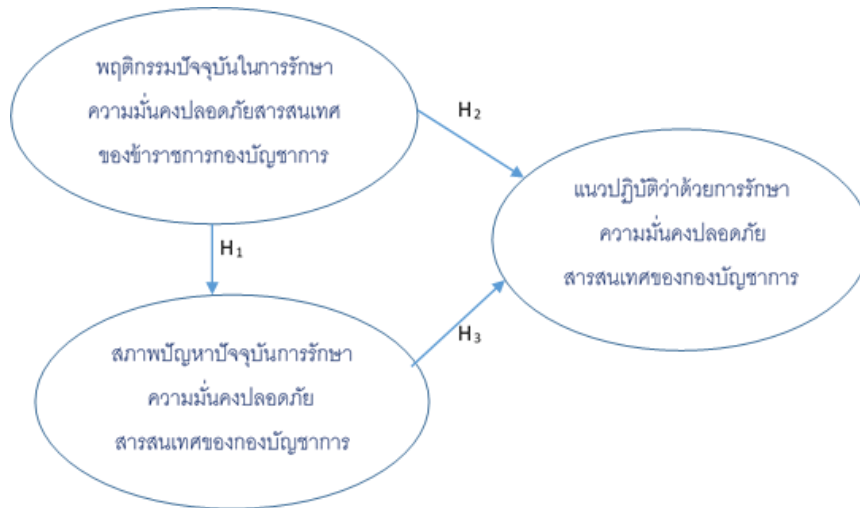 พฤติกรรมปัจจุบันในการรักษา
ความมั่นคงปลอดภัยสารสนเทศ
ของข้าราชการกองบัญชาการ
H₂
แนวปฏิบัติว่าด้วยการรักษา
ความมั่นคงปลอดภัย
สารสนเทศของกองบัญชาการ
H₁
H₃
สภาพปัญหาปัจจุบันการรักษา
ความมั่นคงปลอดภัย
สารสนเทศของกองบัญชาการ